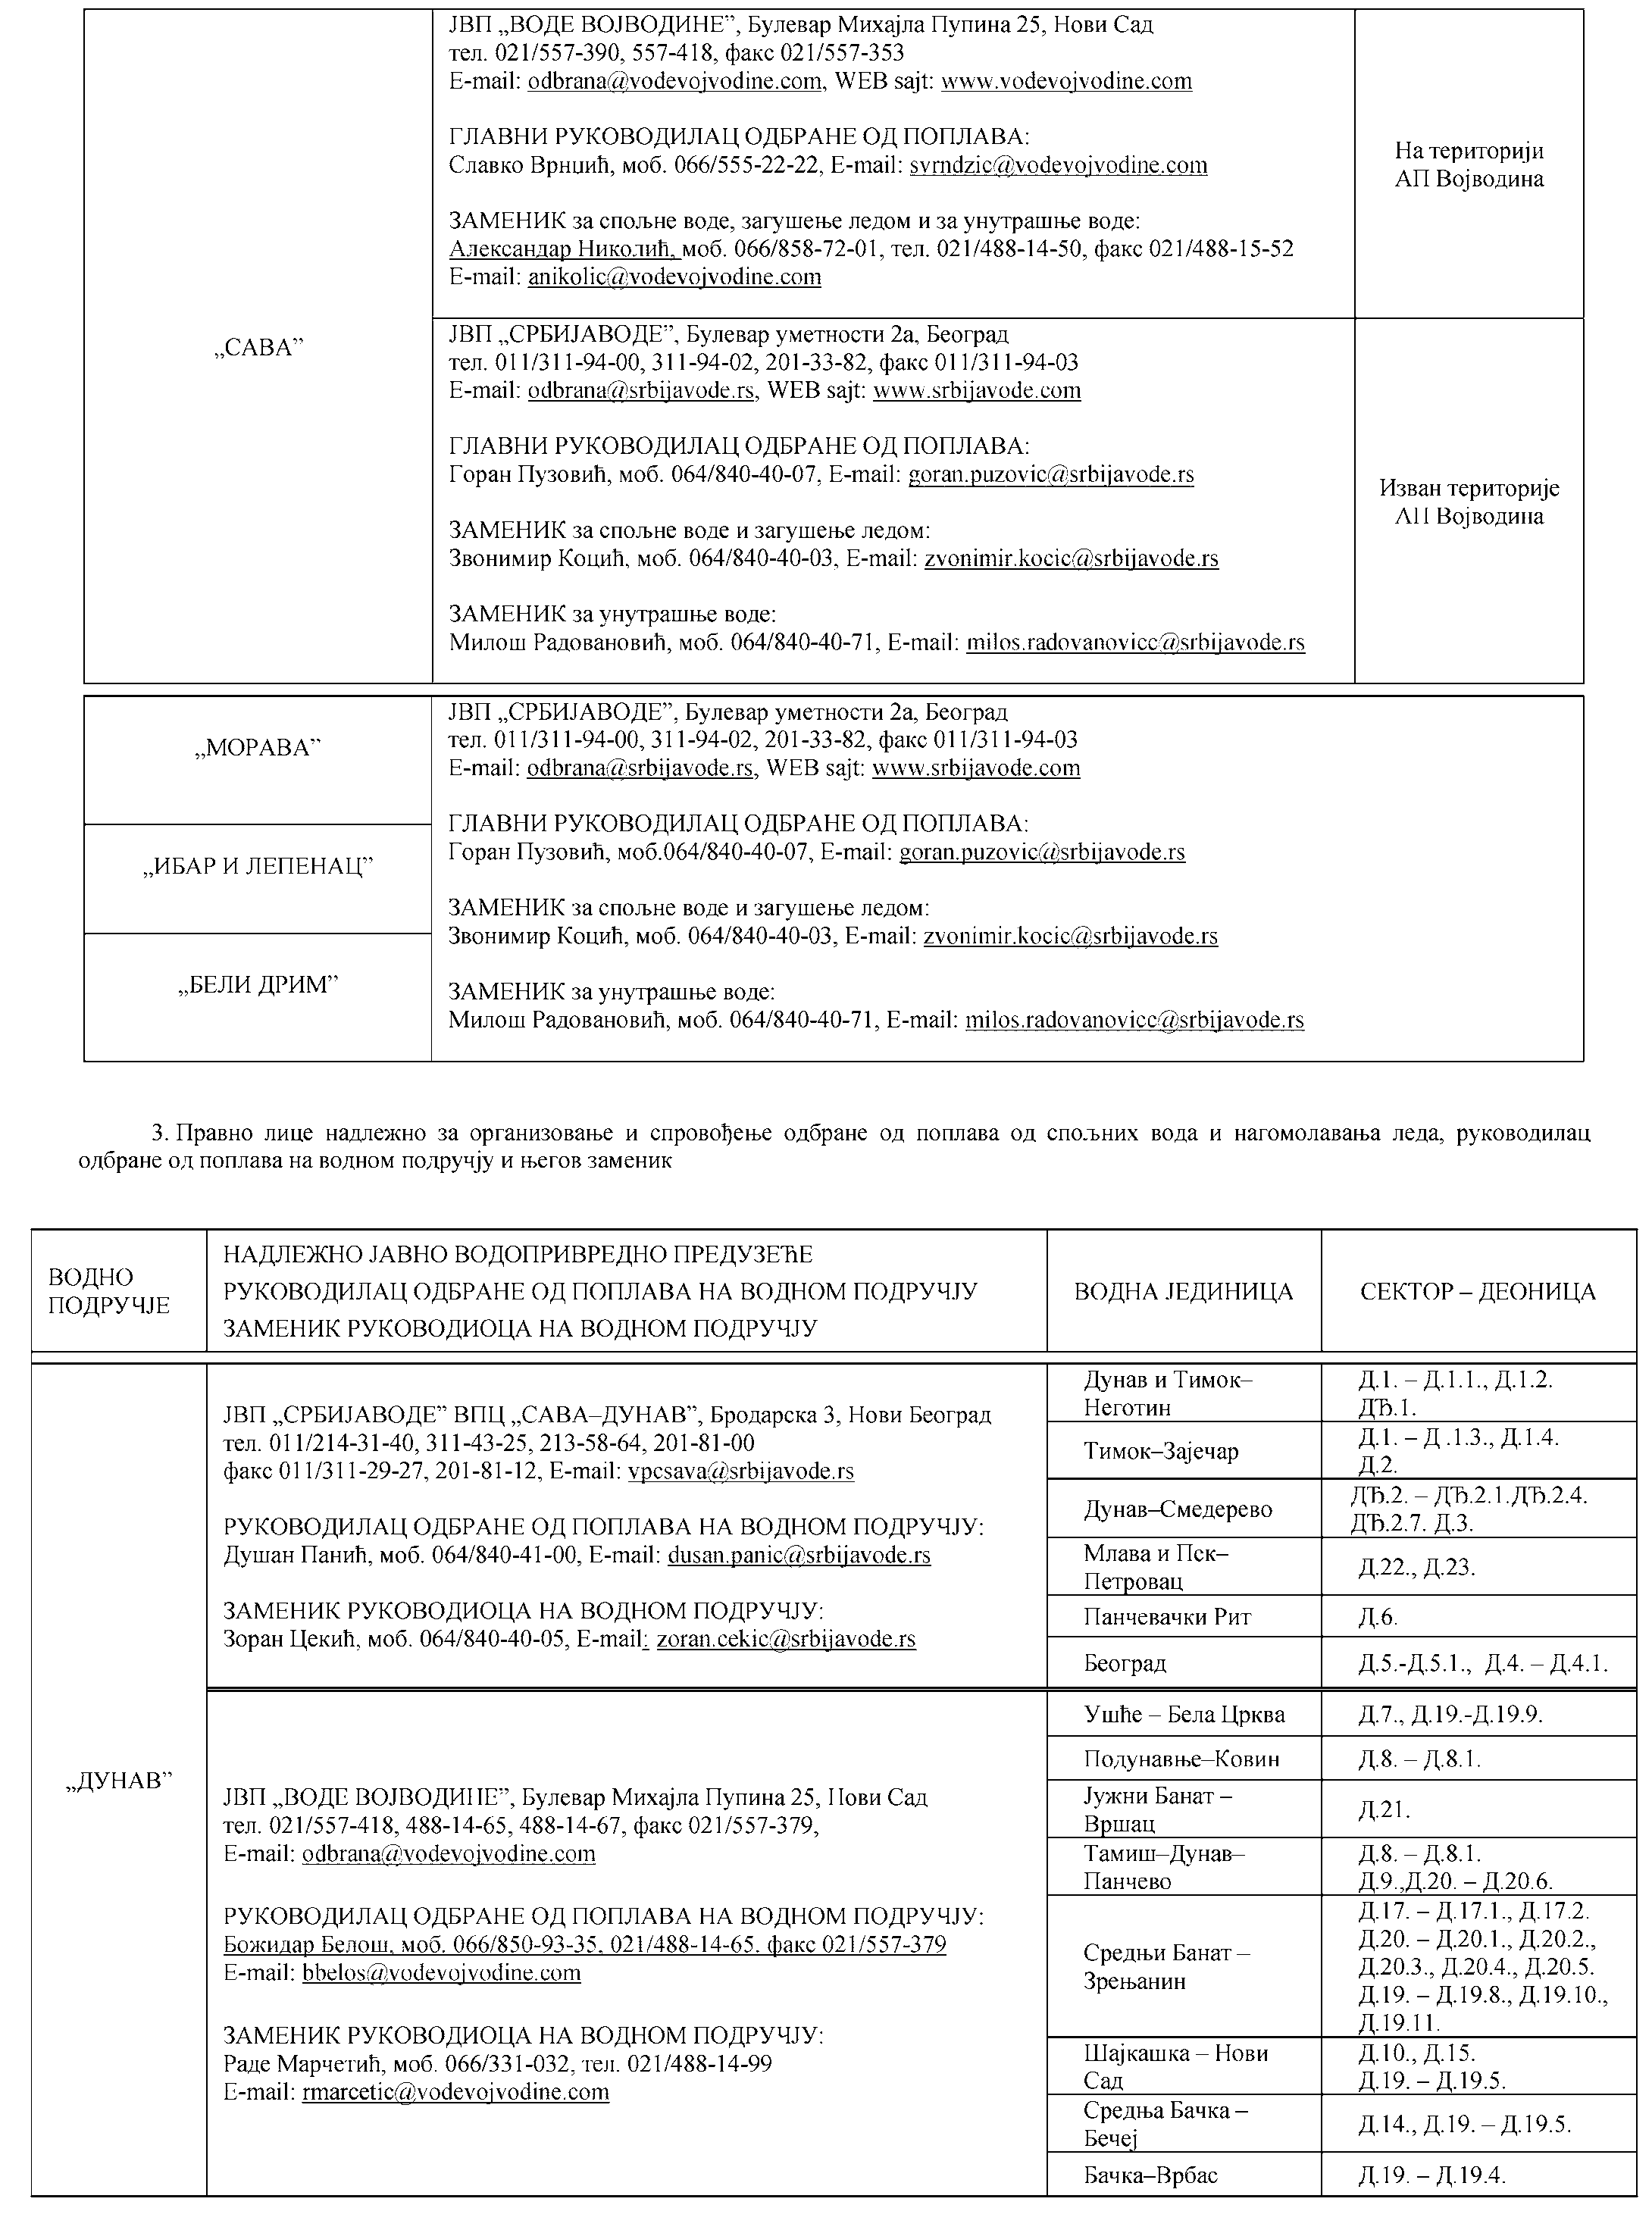 „САВА”
ЈВП „ВОДЕ ВОЈВОДИНЕ”, Булевар Михајла Пупина 25, Нови Сад
тел. 021/557-390, 557-418, факс 021/557-353
E-mail: odbrana@vodevojvodine.com, WEB sajt: www.vodevojvodine.com
ГЛАВНИ РУКОВОДИЛАЦ ОДБРАНЕ ОД ПОПЛАВА:
Славко Врнџић, моб. 066/555-22-22, E-mail: svrndzic@vodevojvodine.com
ЗАМЕНИК за спољне воде, загушење ледом и за унутрашње воде:
Александар Николић, моб. 066/858-72-01, тел. 021/488-14-50, факс 021/488-15-52
E-mail: anikolic@vodevojvodine.com
На територији
АП Војводина
ЈВП „СРБИЈАВОДЕ”, Булевар уметности 2а, Београд
тел. 011/311-94-00, 311-94-02, 201-33-82, факс 011/311-94-03
E-mail: odbrana@srbijavode.rs, WEB sajt: www.srbijavode.com
ГЛАВНИ РУКОВОДИЛАЦ ОДБРАНЕ ОД ПОПЛАВА:
Горан Пузовић, моб. 064/840-40-07, E-mail: goran.puzovic@srbijavode.rs
ЗАМЕНИК за спољне воде и загушење ледом:
Звонимир Коцић, моб. 064/840-40-03, E-mail: zvonimir.kocic@srbijavode.rs
ЗАМЕНИК за унутрашње воде:
Милош Радовановић, моб. 064/840-40-71, E-mail: milos.radovanovicc@srbijavode.rs
Изван територије
АП Војводина
„МОРАВА”
„ИБАР И ЛЕПЕНАЦ”
„БЕЛИ ДРИМ”
ЈВП „СРБИЈАВОДЕ”, Булевар уметности 2а, Београд
тел. 011/311-94-00, 311-94-02, 201-33-82, факс 011/311-94-03
E-mail: odbrana@srbijavode.rs, WEB sajt: www.srbijavode.com
ГЛАВНИ РУКОВОДИЛАЦ ОДБРАНЕ ОД ПОПЛАВА:
Горан Пузовић, моб.064/840-40-07, E-mail: goran.puzovic@srbijavode.rs
ЗАМЕНИК за спољне воде и загушење ледом:
Звонимир Коцић, моб. 064/840-40-03, E-mail: zvonimir.kocic@srbijavode.rs
ЗАМЕНИК за унутрашње воде:
Милош Радовановић, моб. 064/840-40-71, E-mail: milos.radovanovicc@srbijavode.rs
3. Правно лице надлежно за организовање и спровођење одбране од поплава од спољних вода и нагомолавања леда, руководилац
одбране од поплава на водном подручју и његов заменик
ВОДНО
ПОДРУЧЈЕ
НАДЛЕЖНО ЈАВНО ВОДОПРИВРЕДНО ПРЕДУЗЕЋЕ
РУКОВОДИЛАЦ ОДБРАНЕ ОД ПОПЛАВА НА ВОДНОМ ПОДРУЧЈУ
ЗАМЕНИК РУКОВОДИОЦА НА ВОДНОМ ПОДРУЧЈУ
ВОДНА ЈЕДИНИЦА
СЕКТОР – ДЕОНИЦА
„ДУНАВ”
ЈВП „СРБИЈАВОДЕ” ВПЦ „САВА–ДУНАВ”, Бродарска 3, Нови Београд
тел. 011/214-31-40, 311-43-25, 213-58-64, 201-81-00
факс 011/311-29-27, 201-81-12, E-mail: vpcsava@srbijavode.rs
РУКОВОДИЛАЦ ОДБРАНЕ ОД ПОПЛАВА НА ВОДНОМ ПОДРУЧЈУ:
Душан Панић, моб. 064/840-41-00, E-mail: dusan.panic@srbijavode.rs
ЗАМЕНИК РУКОВОДИОЦА НА ВОДНОМ ПОДРУЧЈУ:
Зоран Цекић, моб. 064/840-40-05, E-mail: zoran.cekic@srbijavode.rs
Дунав и Тимок–
Неготин
Д.1. – Д.1.1., Д.1.2.
ДЂ.1.
Тимок–Зајечар
Д.1. – Д .1.3., Д.1.4.
Д.2.
Дунав–Смедерево
ДЂ.2. – ДЂ.2.1.ДЂ.2.4.
ДЂ.2.7. Д.3.
Млава и Пек–
Петровац
Д.22., Д.23.
Панчевачки Рит
Д.6.
Београд
Д.5.-Д.5.1., Д.4. – Д.4.1.
ЈВП „ВОДЕ ВОЈВОДИНЕ”, Булевар Михајла Пупина 25, Нови Сад
тел. 021/557-418, 488-14-65, 488-14-67, факс 021/557-379,
E-mail: odbrana@vodevojvodine.com
РУКОВОДИЛАЦ ОДБРАНЕ ОД ПОПЛАВА НА ВОДНОМ ПОДРУЧЈУ:
Божидар Белош, моб. 066/850-93-35, 021/488-14-65, факс 021/557-379
E-mail: bbelos@vodevojvodine.com
ЗАМЕНИК РУКОВОДИОЦА НА ВОДНОМ ПОДРУЧЈУ:
Раде Марчетић, моб. 066/331-032, тел. 021/488-14-99
E-mail: rmarcetic@vodevojvodine.com
Ушће – Бела Црква
Д.7., Д.19.-Д.19.9.
Подунавље–Ковин
Д.8. – Д.8.1.
Јужни Банат –
Вршац
Д.21.
Тамиш–Дунав–
Панчево
Д.8. – Д.8.1.
Д.9.,Д.20. – Д.20.6.
Средњи Банат –
Зрењанин
Д.17. – Д.17.1., Д.17.2.
Д.20. – Д.20.1., Д.20.2.,
Д.20.3., Д.20.4., Д.20.5.
Д.19. – Д.19.8., Д.19.10.,
Д.19.11.
Шајкашка – Нови
Сад
Д.10., Д.15.
Д.19. – Д.19.5.
Средња Бачка –
Бечеј
Д.14., Д.19. – Д.19.5.
Бачка–Врбас
Д.19. – Д.19.4.